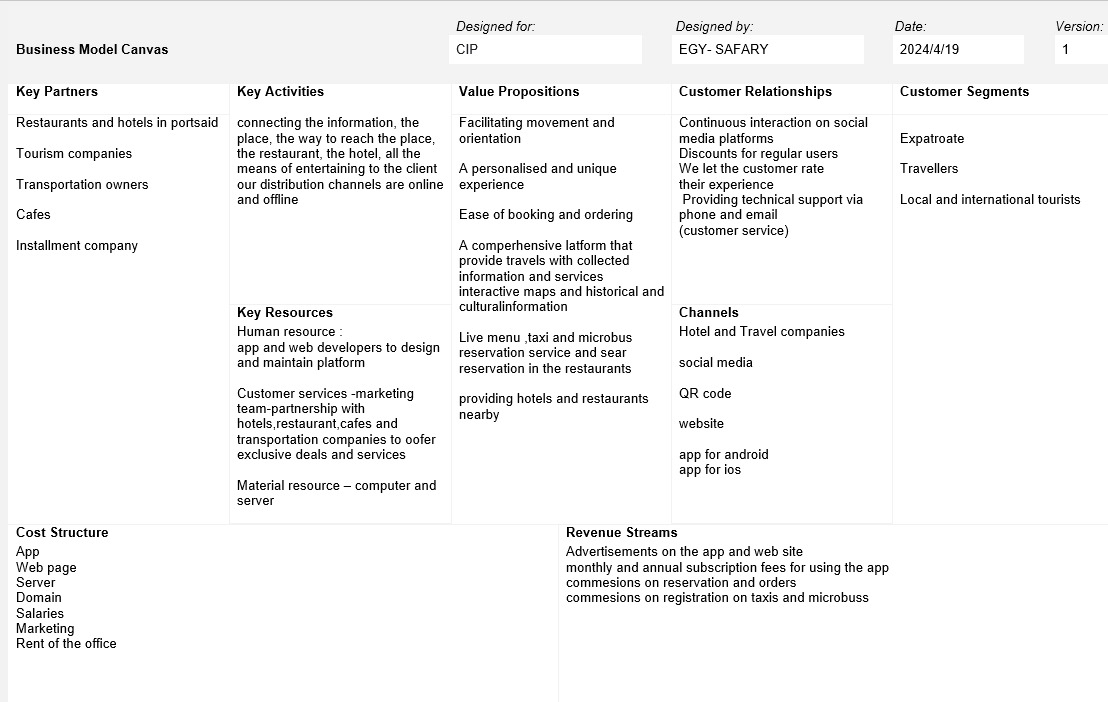 Designed for:
Designed by:
Date:
Version:
Business Model Canvas
CIP
EGY- SAFARY
2024/4/19
1
Key Partners
Restaurants and hotels in portsaid
Tourism companies
Transportation owners
Cafes
Installment company
Key Activities
connecting the information, the
place, the way to reach the place,
the restaurant, the hotel, all the
means of entertaining to the client
our distribution channels are online
and offline
Key Resources
Human resource :
app and web developers to design
and maintain platform
Customer services -marketing
team-partnership with
hotels,restaurant,cafes and
transportation companies to oofer
exclusive deals and services
Material resource – computer and
server
Value Propositions
Facilitating movement and
orientation
A personalised and unique
experience
Ease of booking and ordering
A comperhensive latform that
provide travels with collected
information and services
interactive maps and historical and
culturalinformation
Live menu ,taxi and microbus
reservation service and sear
reservation in the restaurants
providing hotels and restaurants
nearby
Customer Relationships
Continuous interaction on social
media platforms
Discounts for regular users
We let the customer rate
their experience
Providing technical support via
phone and email
(customer service)
Channels
Hotel and Travel companies
social media
QR code
website
app for android
app for ios
Customer Segments
Expatroate
Travellers
Local and international tourists
Cost Structure
App
Web page
Server
Domain
Salaries
Marketing
Rent of the office
Revenue Streams
Advertisements on the app and web site
monthly and annual subscription fees for using the app
commesions on reservation and orders
commesions on registration on taxis and microbuss